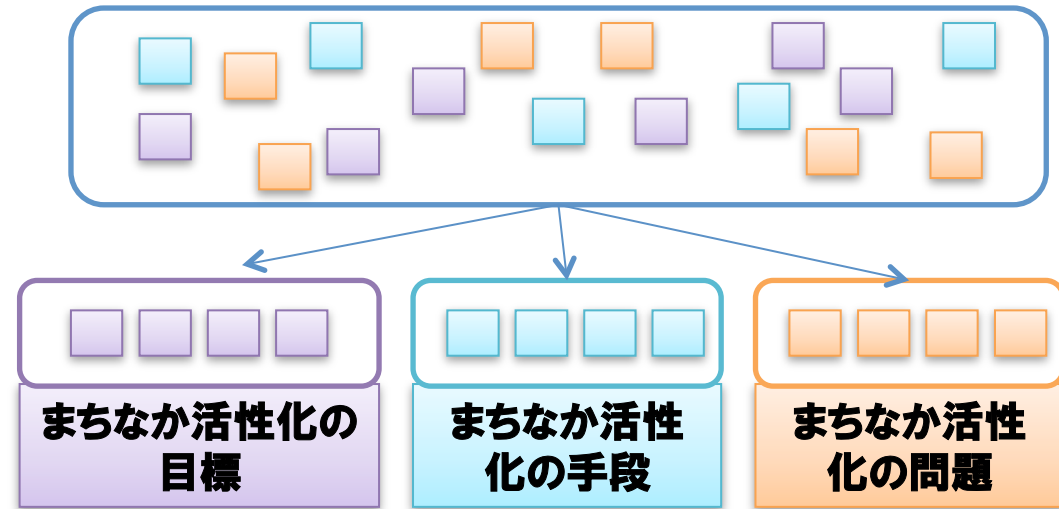 まちなか活性化の
目標
まちなか活性
化の手段
まちなか活性
化の問題